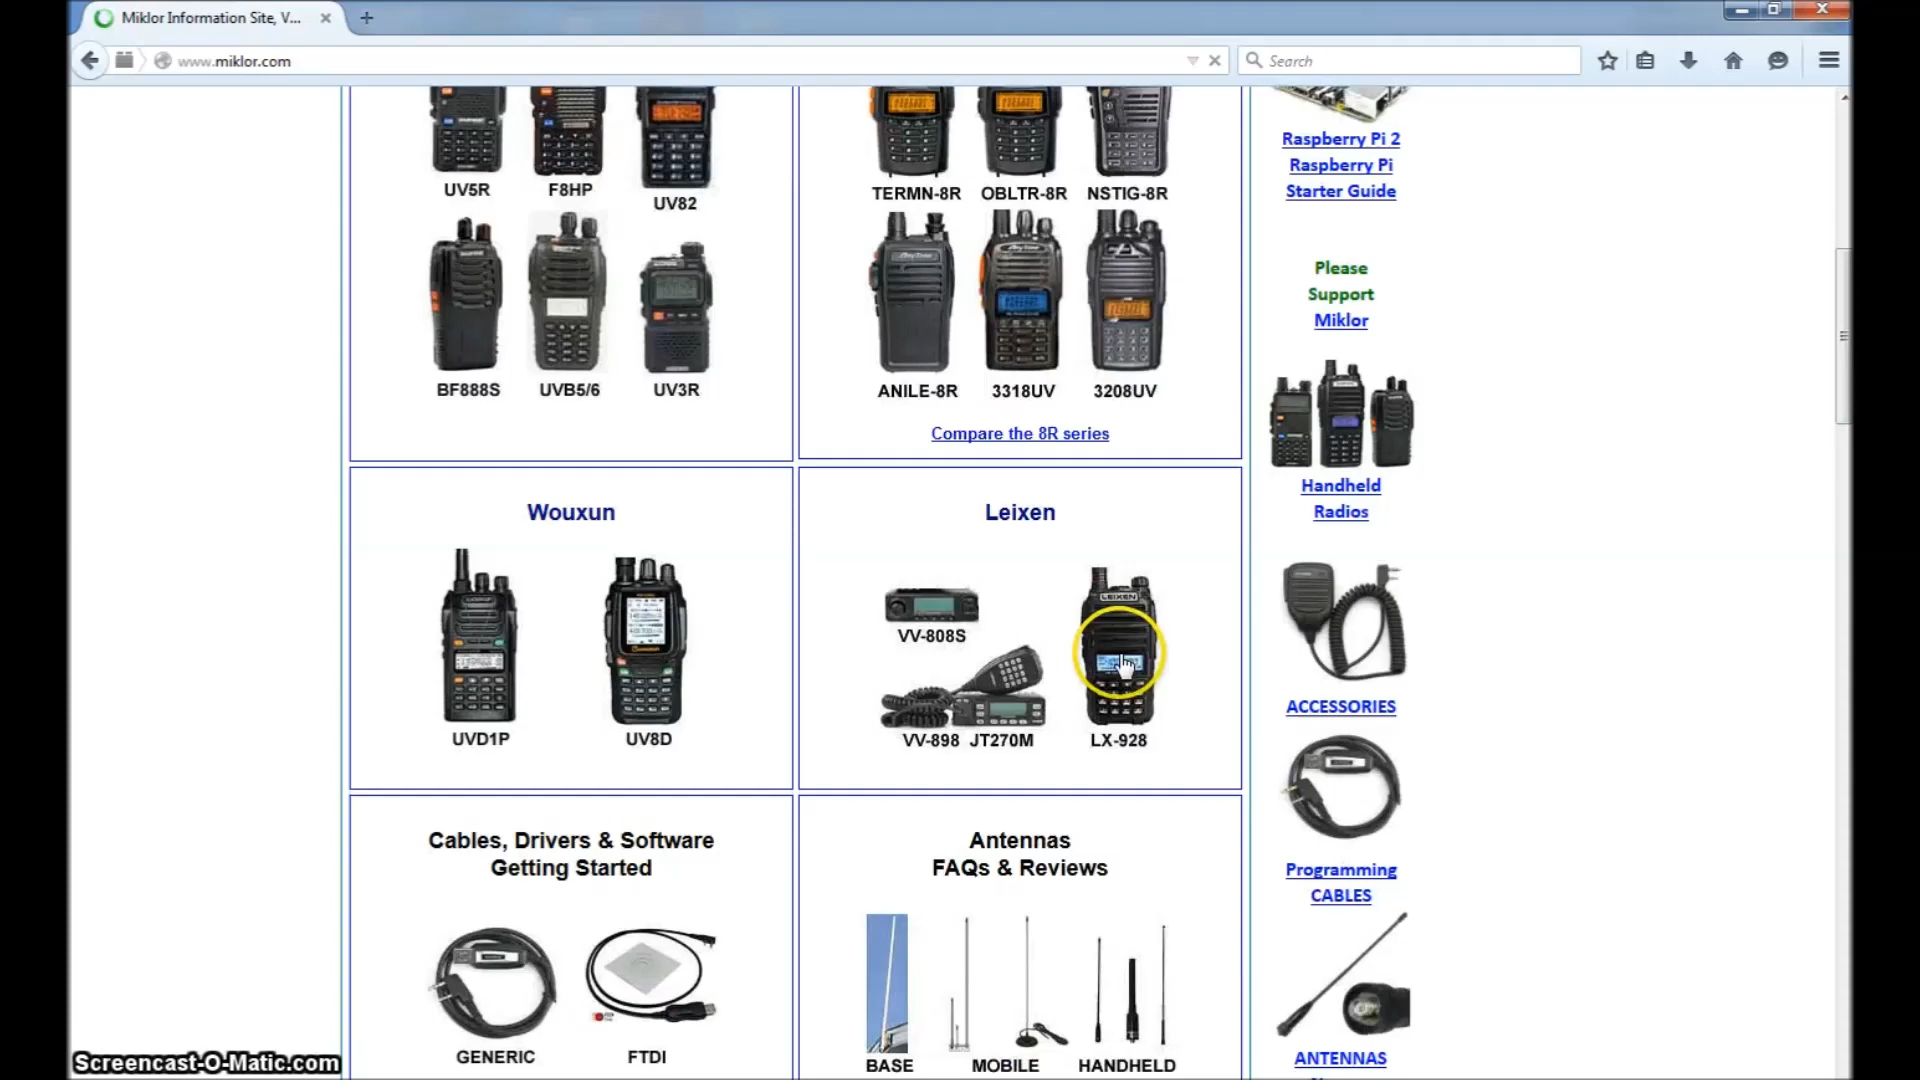 Miklor Information Site, V...
www.miklor.com
Search
UV5R
F8HP
UV82
TERMN-8R
OBLTR-8R
NSTIG-8R
BF888S
UVB5/6
UV3R
ANILE-8R
3318UV
3208UV
Compare the 8R series
Wouxun
UVD1P
UV8D
Leixen
LEIXEN
VV-808S
VV-898 JT270M
LX-928
Cables, Drivers & Software
Getting Started
GENERIC
FTDI
Antennas
FAQs & Reviews
BASE
MOBILE
HANDHELD
Raspberry Pi 2
Raspberry Pi
Starter Guide
Please
Support
Miklor
Handheld
Radios
ACCESSORIES
Programming
CABLES
ANTENNAS
Screencast-O-Matic.com